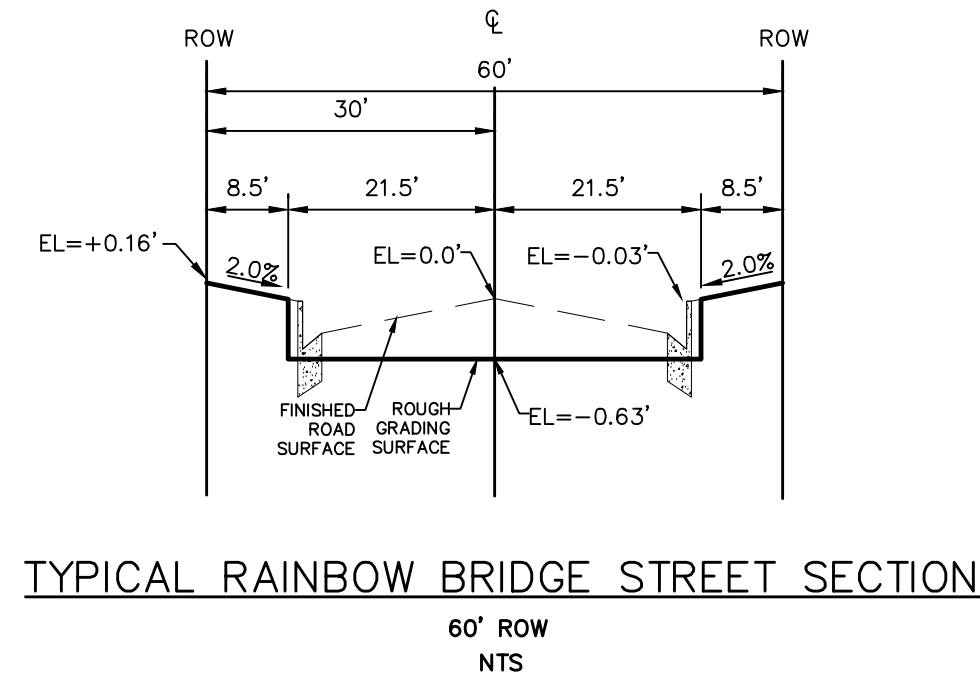 ℄
ROW
ROW
60'
30'
8.5'
21.5'
21.5'
8.5'
EL=+0.16'
EL=0.0'
EL=-0.03'
2.0%
2.0%
FINISHED
ROAD
SURFACE
ROUGH
GRADING
SURFACE
EL=-0.63'
TYPICAL RAINBOW BRIDGE STREET SECTION
60' ROW
NTS